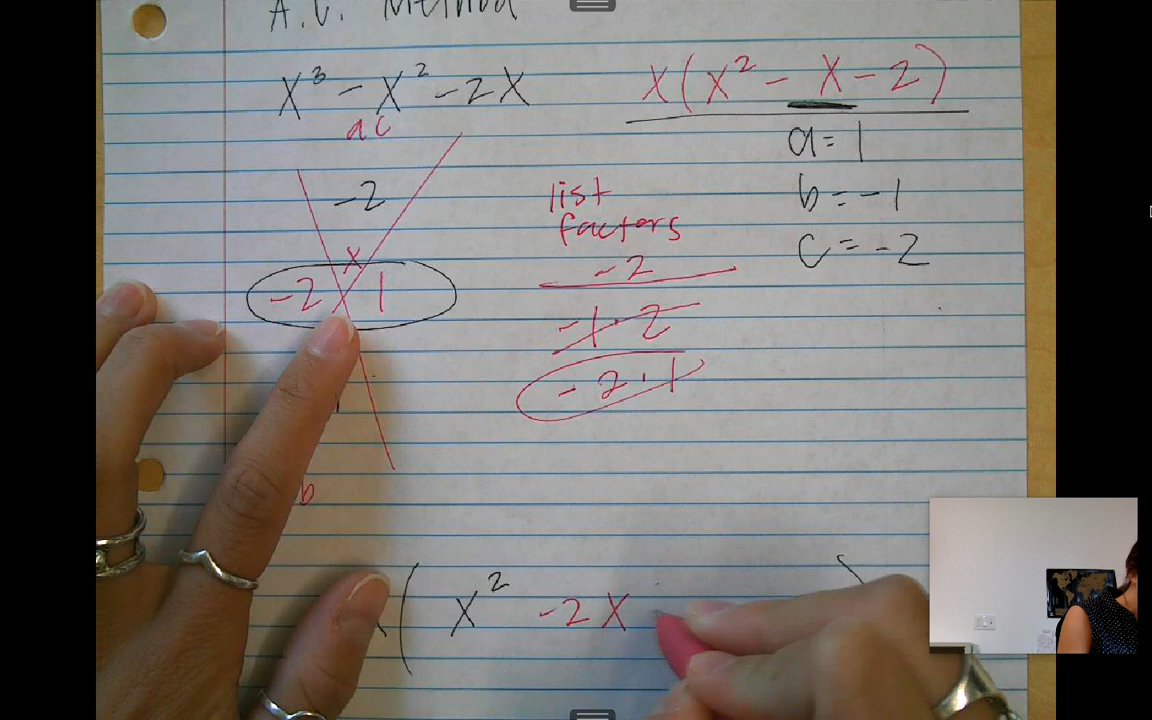 A.C. Method
x³ - x² - 2x
x(x² - x - 2)
ac
a = 1
-2
list
factors
b = -1
c = -2
x
-2
-2 1
-1 · 2
-2 · 1
b
x( x² -2x )